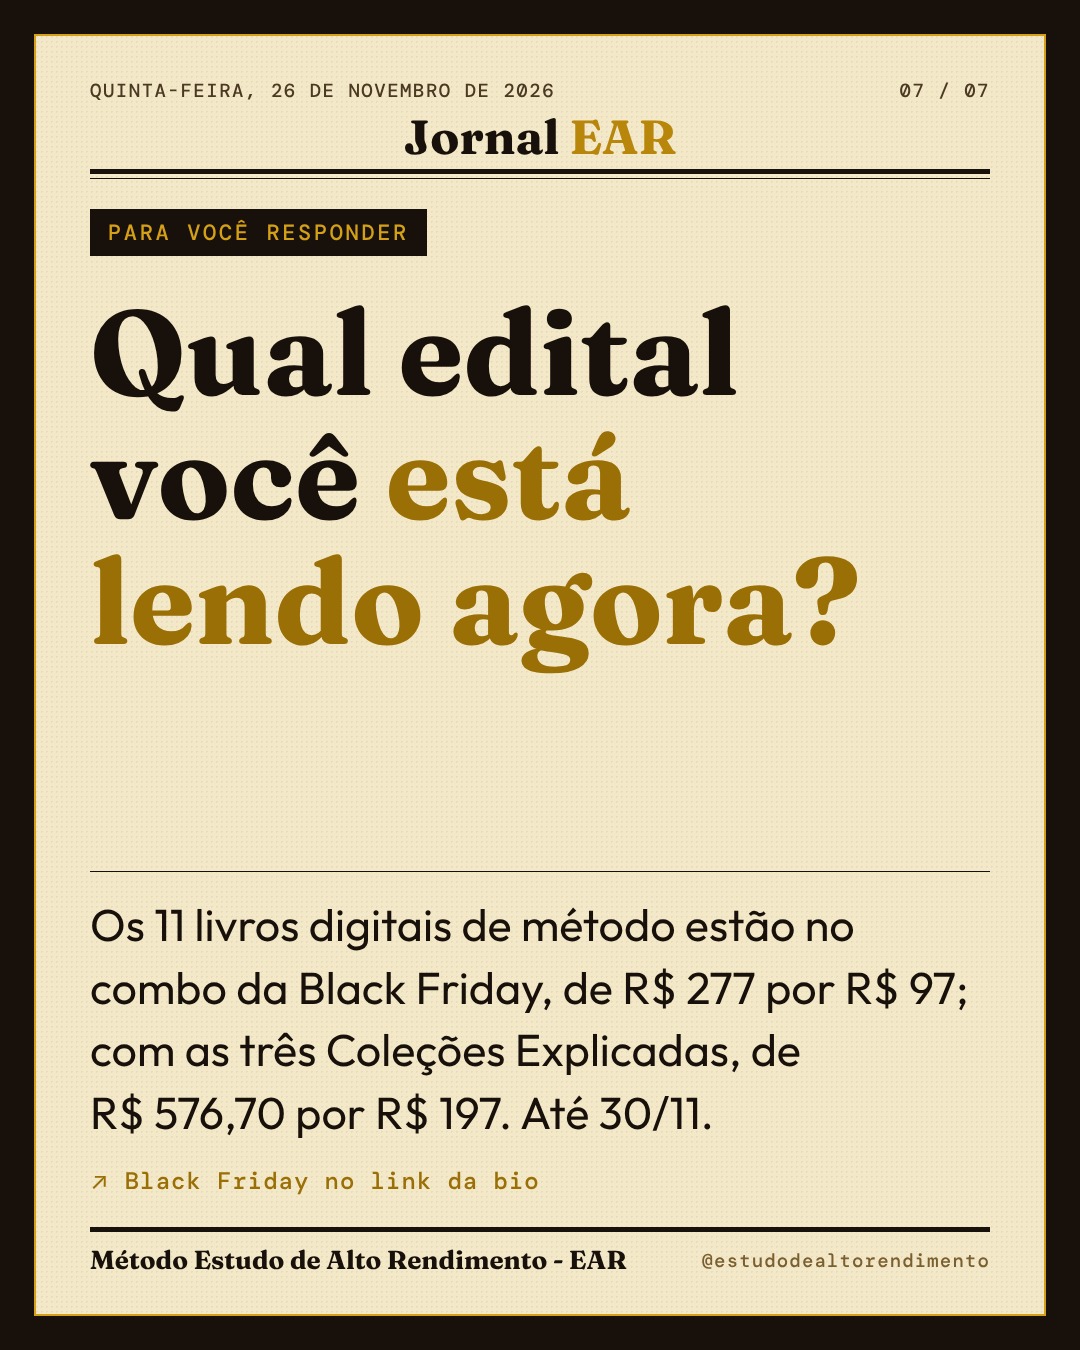 QUINTA-FEIRA, 26 DE NOVEMBRO DE 2026
07 / 07
Jornal EAR
PARA VOCÊ RESPONDER
Qual edital
você está
lendo agora?
Os 11 livros digitais de método estão no
combo da Black Friday, de R$ 277 por R$ 97;
com as três Coleções Explicadas, de
R$ 576,70 por R$ 197. Até 30/11.
↗ Black Friday no link da bio
Método Estudo de Alto Rendimento - EAR
@estudodealtorendimento